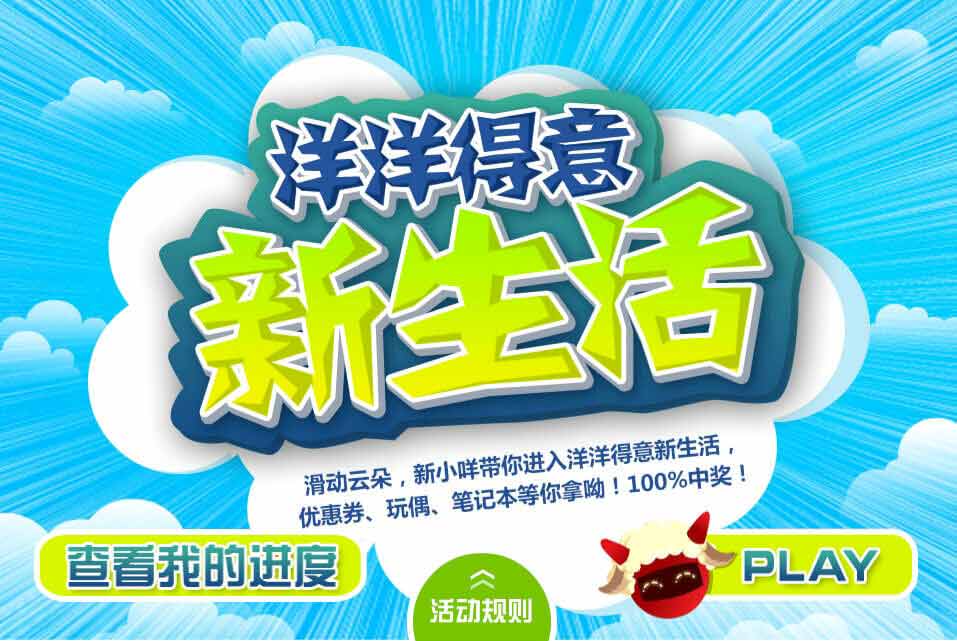 洋洋得意
新生活
滑动云朵，新小咩带你进入洋洋得意新生活，
优惠券、玩偶、笔记本等你拿呦！100%中奖！
查看我的进度
PLAY
活动规则